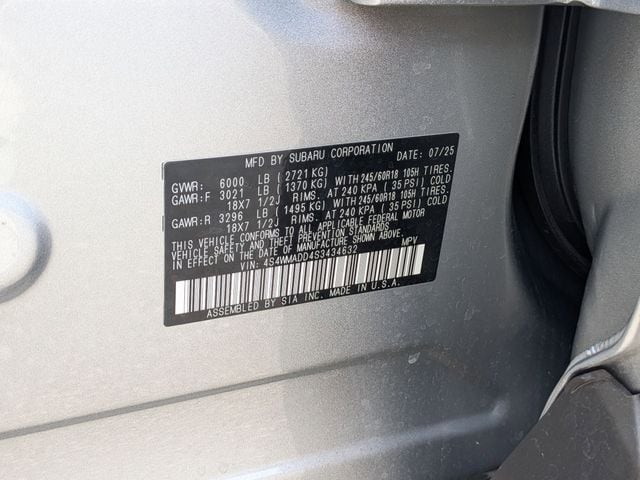 MFD BY SUBARU CORPORATION DATE: 07/25
GVWR: 6000 LB (2721 KG)
GAWR:F 3021 LB (1370 KG) WITH 245/60R18 105H TIRES.
18X7 1/2J RIMS. AT 240 KPA ( 35 PSI) COLD
GAWR:R 3296 LB (1495 KG) WITH 245/60R18 105H TIRES.
18X7 1/2J RIMS. AT 240 KPA ( 35 PSI) COLD
THIS VEHICLE CONFORMS TO ALL APPLICABLE FEDERAL MOTOR
VEHICLE SAFETY STANDARDS IN
EFFECT ON THE DATE OF MANUFACTURE SHOWN ABOVE.
VIN: 4S4WMADD4S3434632 MPV
ASSEMBLED BY SIA INC. MADE IN U.S.A.